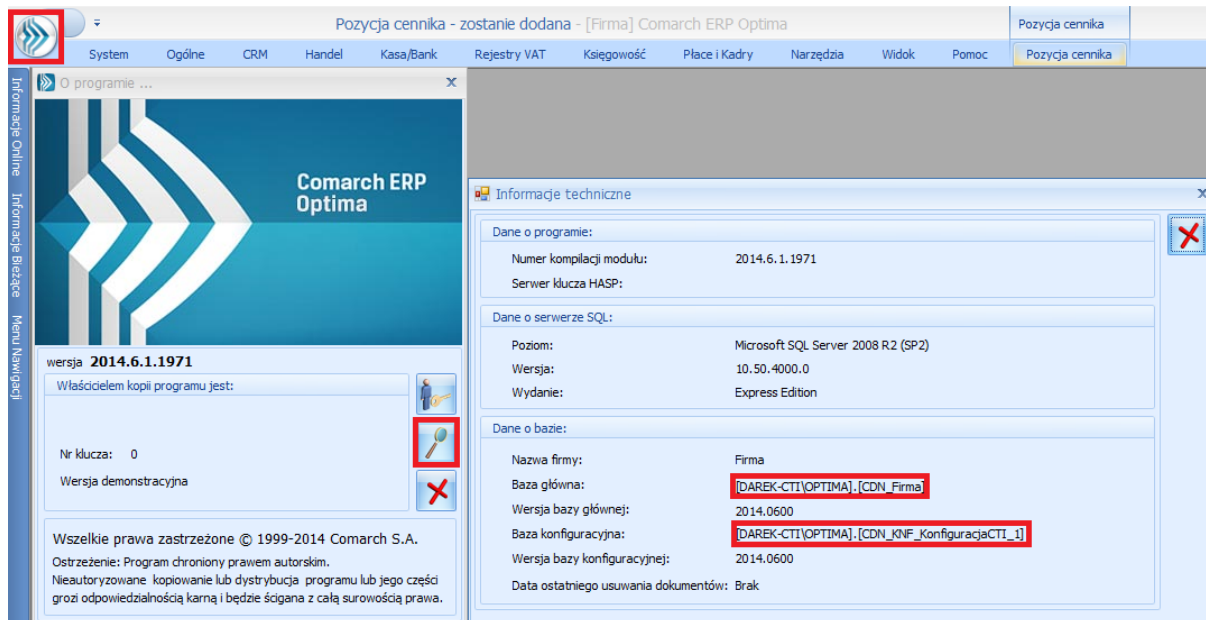 Pozycja cennika - zostanie dodana - [Firma] Comarch ERP Optima
Pozycja cennika
System Ogólne CRM Handel Kasa/Bank Rejestry VAT Księgowość Płace i Kadry Narzędzia Widok Pomoc Pozycja cennika
Informacje Online
Informacje Bieżące
Menu Nawigacji
O programie ...
Comarch ERP
Optima
wersja 2014.6.1.1971
Właścicielem kopii programu jest:
Nr klucza: 0
Wersja demonstracyjna
Wszelkie prawa zastrzeżone © 1999-2014 Comarch S.A.
Ostrzeżenie: Program chroniony prawem autorskim.
Nieautoryzowane kopiowanie lub dystrybucja programu lub jego części
grozi odpowiedzialnością karną i będzie ścigana z całą surowością prawa.
Informacje techniczne
Dane o programie:
Numer kompilacji modułu: 2014.6.1.1971
Serwer klucza HASP:
Dane o serwerze SQL:
Poziom: Microsoft SQL Server 2008 R2 (SP2)
Wersja: 10.50.4000.0
Wydanie: Express Edition
Dane o bazie:
Nazwa firmy: Firma
Baza główna: [DAREK-CTI\OPTIMA].[CDN_Firma]
Wersja bazy głównej: 2014.0600
Baza konfiguracyjna: [DAREK-CTI\OPTIMA].[CDN_KNF_KonfiguracjaCTI_1]
Wersja bazy konfiguracyjnej: 2014.0600
Data ostatniego usuwania dokumentów: Brak